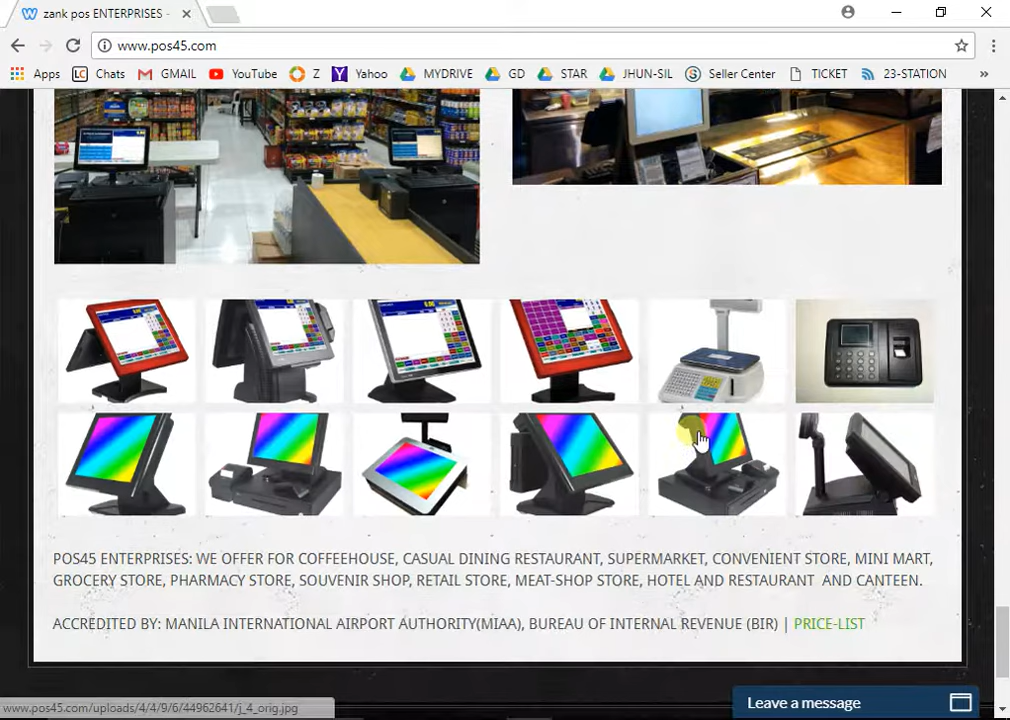 zank pos ENTERPRISES -
www.pos45.com
Apps LC Chats GMAIL YouTube Z Yahoo MYDRIVE GD STAR JHUN-SIL Seller Center TICKET 23-STATION »
POS45 ENTERPRISES: WE OFFER FOR COFFEEHOUSE, CASUAL DINING RESTAURANT, SUPERMARKET, CONVENIENT STORE, MINI MART,
GROCERY STORE, PHARMACY STORE, SOUVENIR SHOP, RETAIL STORE, MEAT-SHOP STORE, HOTEL AND RESTAURANT AND CANTEEN.
ACCREDITED BY: MANILA INTERNATIONAL AIRPORT AUTHORITY(MIAA), BUREAU OF INTERNAL REVENUE (BIR) | PRICE-LIST
www.pos45.com/uploads/4/4/9/6/44962641/j_4_orig.jpg
Leave a message